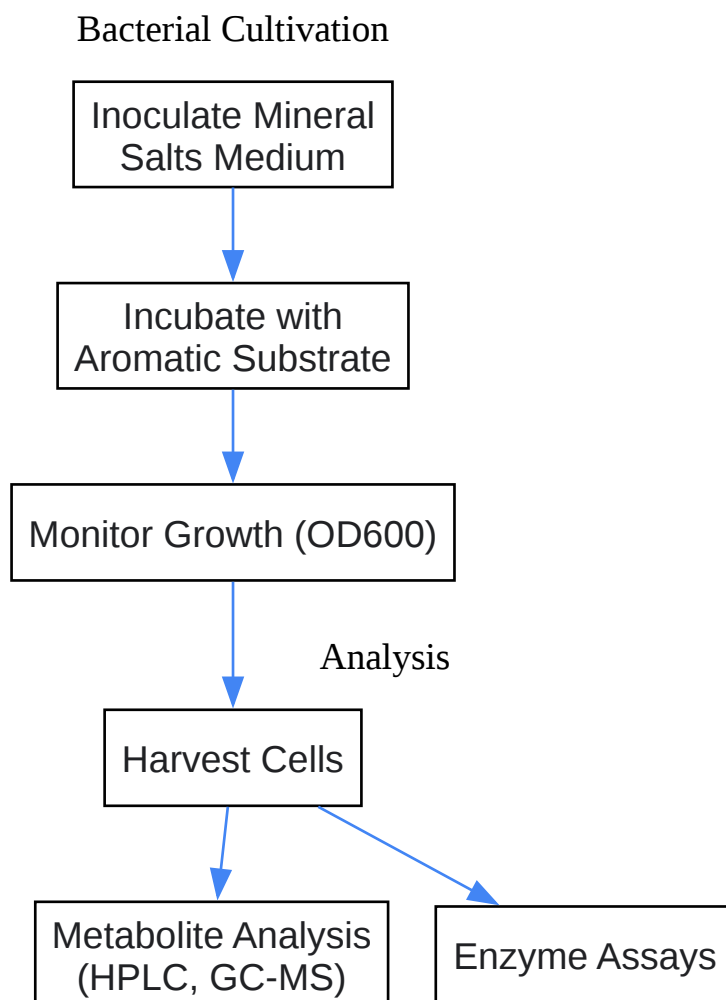 Bacterial Cultivation
Inoculate Mineral
Salts Medium
Incubate with
Aromatic Substrate
Monitor Growth (OD600)
Analysis
Harvest Cells
Metabolite Analysis
(HPLC, GC-MS)
Enzyme Assays